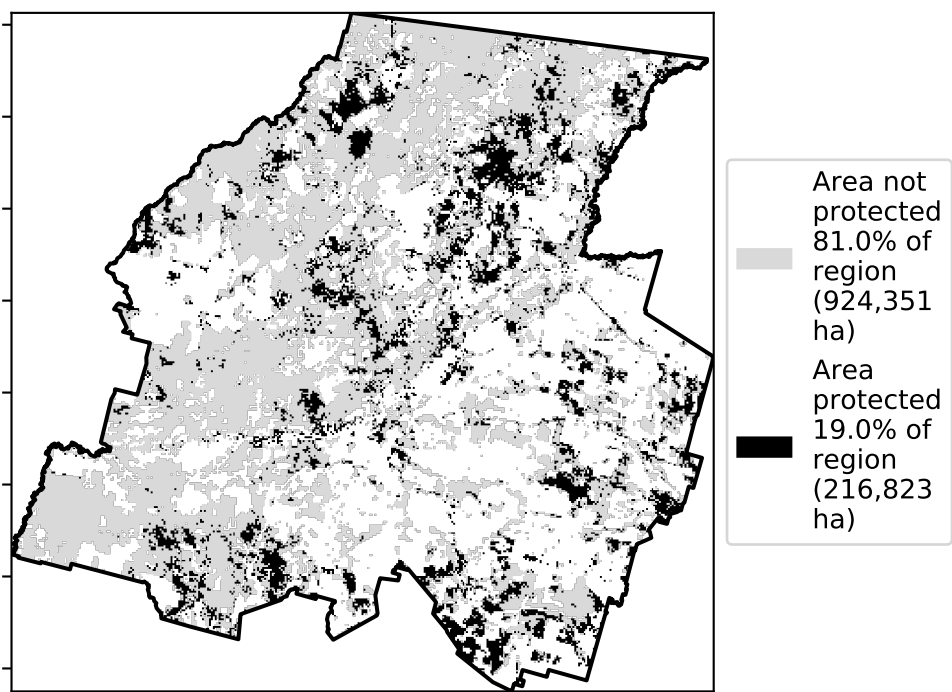 Area not
protected
81.0% of
region
(924,351
ha)
Area
protected
19.0% of
region
(216,823
ha)